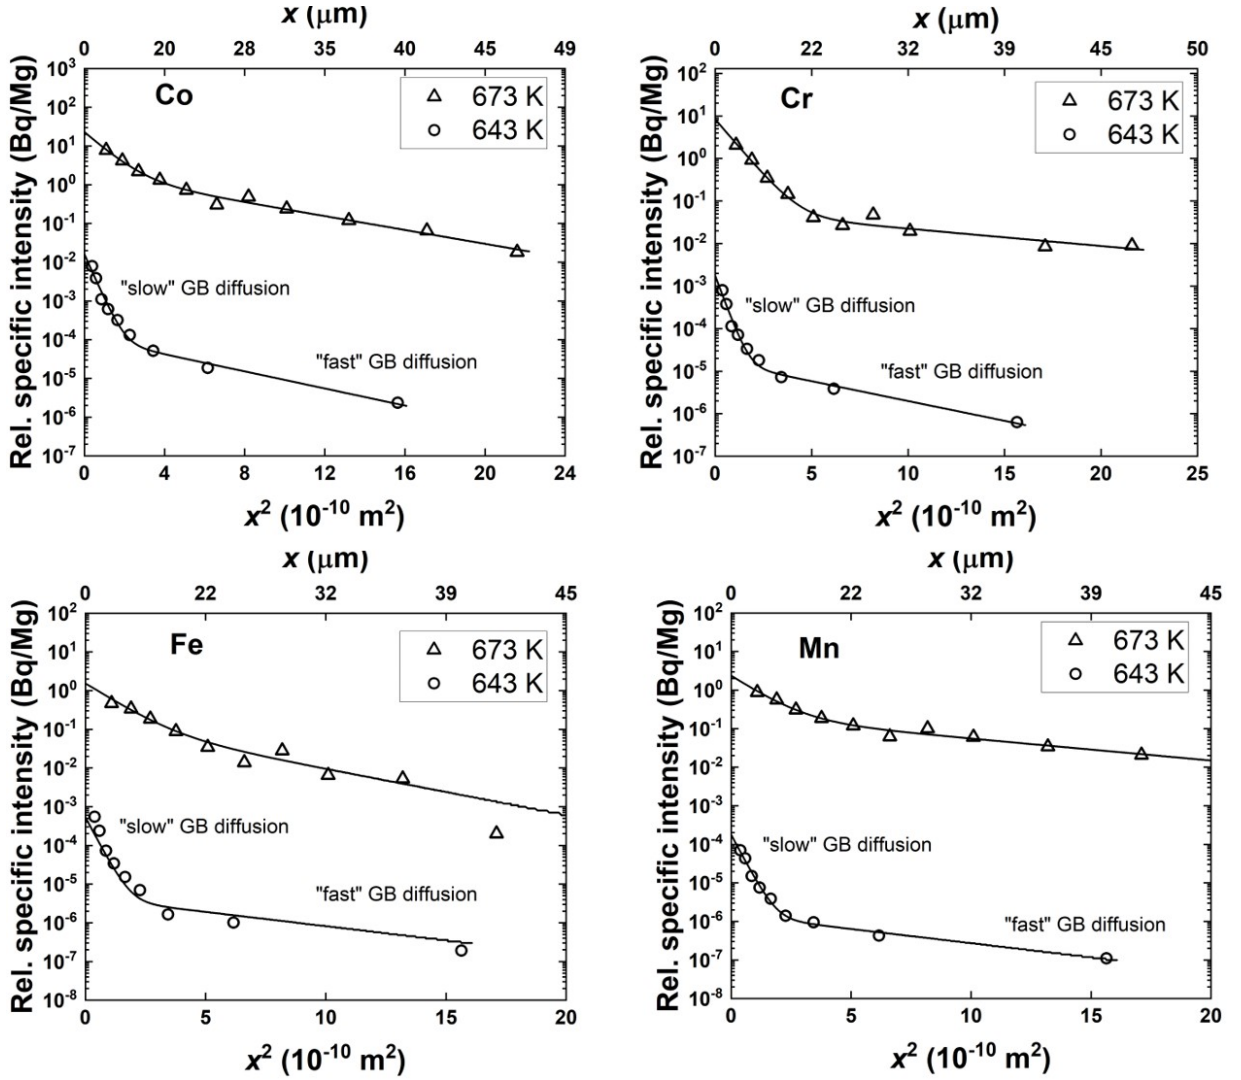 x (μm)
0 20 28 35 40 45 49
Rel. specific intensity (Bq/Mg)
10³
10²
10¹
10⁰
10⁻¹
10⁻²
10⁻³
10⁻⁴
10⁻⁵
10⁻⁶
10⁻⁷
Co
673 K
643 K
"slow" GB diffusion
"fast" GB diffusion
0 4 8 12 16 20 24
x² (10⁻¹⁰ m²)
x (μm)
0 22 32 39 45 50
Rel. specific intensity (Bq/Mg)
10²
10¹
10⁰
10⁻¹
10⁻²
10⁻³
10⁻⁴
10⁻⁵
10⁻⁶
10⁻⁷
Cr
673 K
643 K
"slow" GB diffusion
"fast" GB diffusion
0 5 10 15 20 25
x² (10⁻¹⁰ m²)
x (μm)
0 22 32 39 45
Rel. specific intensity (Bq/Mg)
10²
10¹
10⁰
10⁻¹
10⁻²
10⁻³
10⁻⁴
10⁻⁵
10⁻⁶
10⁻⁷
10⁻⁸
Fe
673 K
643 K
"slow" GB diffusion
"fast" GB diffusion
0 5 10 15 20
x² (10⁻¹⁰ m²)
x (μm)
0 22 32 39 45
Rel. specific intensity (Bq/Mg)
10²
10¹
10⁰
10⁻¹
10⁻²
10⁻³
10⁻⁴
10⁻⁵
10⁻⁶
10⁻⁷
10⁻⁸
Mn
673 K
643 K
"slow" GB diffusion
"fast" GB diffusion
0 5 10 15 20
x² (10⁻¹⁰ m²)